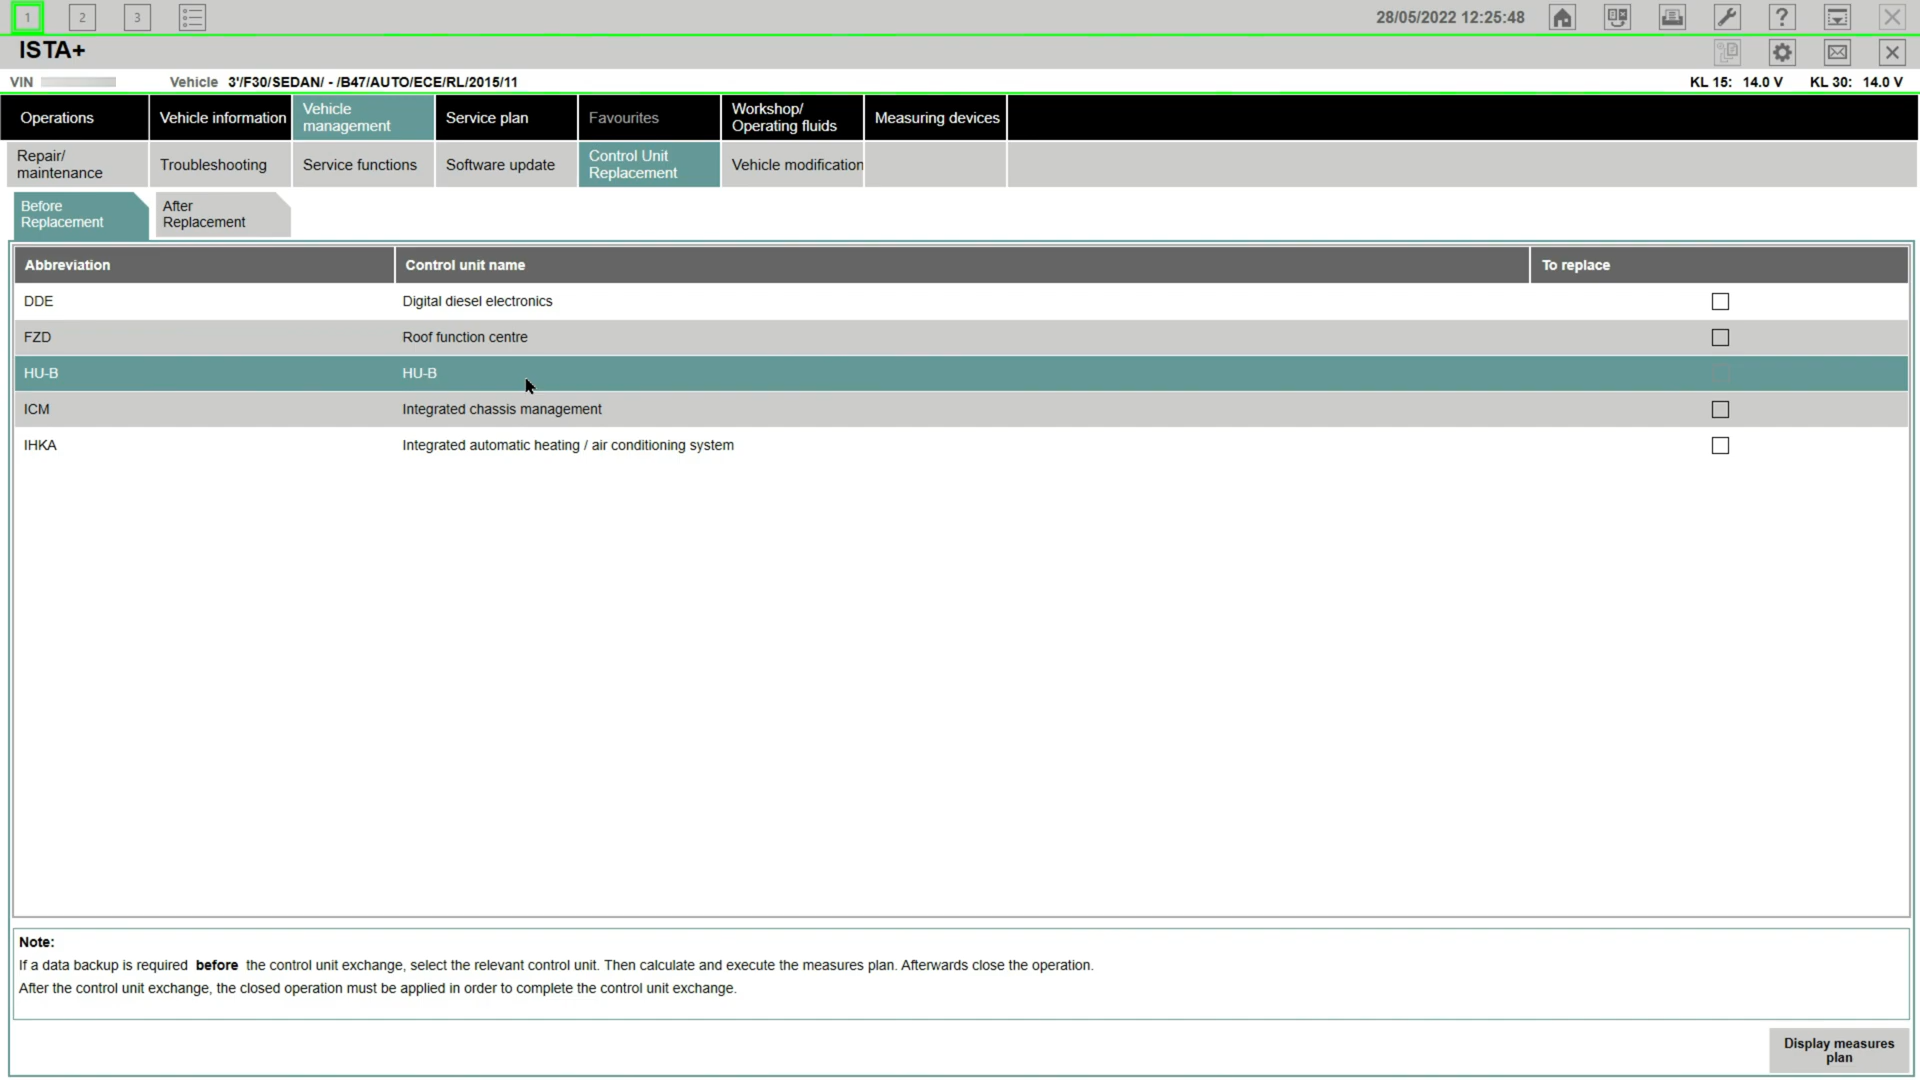 1 2 3 28/05/2022 12:25:48 ?
ISTA+
VIN Vehicle 3'/F30/SEDAN/ - /B47/AUTO/ECE/RL/2015/11 KL 15: 14.0 V KL 30: 14.0 V
Operations
Vehicle information
Vehicle
management
Service plan
Favourites
Workshop/
Operating fluids
Measuring devices
Repair/
maintenance
Troubleshooting
Service functions
Software update
Control Unit
Replacement
Vehicle modification
Before
Replacement
After
Replacement
Abbreviation Control unit name To replace
DDE Digital diesel electronics
FZD Roof function centre
HU-B HU-B
ICM Integrated chassis management
IHKA Integrated automatic heating / air conditioning system
Note:
If a data backup is required before the control unit exchange, select the relevant control unit. Then calculate and execute the measures plan. Afterwards close the operation.
After the control unit exchange, the closed operation must be applied in order to complete the control unit exchange.
Display measures
plan